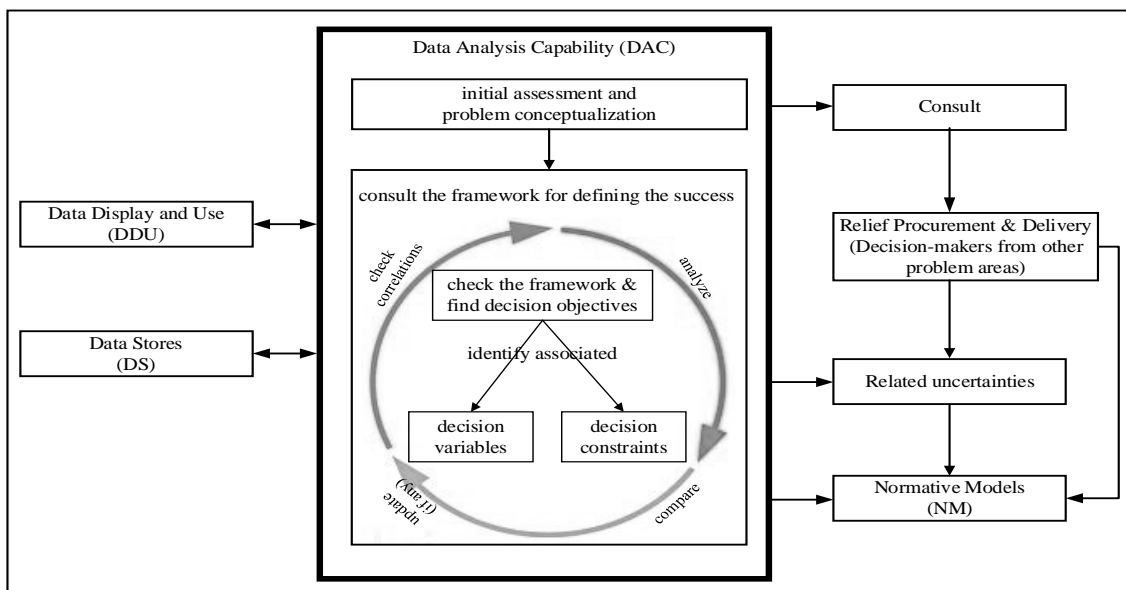 Data Analysis Capability (DAC)
initial assessment and
problem conceptualization
consult the framework for defining the success
check
correlations
analyze
check the framework &
find decision objectives
identify associated
decision
variables
decision
constraints
update
(if any)
compare
Data Display and Use
(DDU)
Data Stores
(DS)
Consult
Relief Procurement & Delivery
(Decision-makers from other
problem areas)
Related uncertainties
Normative Models
(NM)